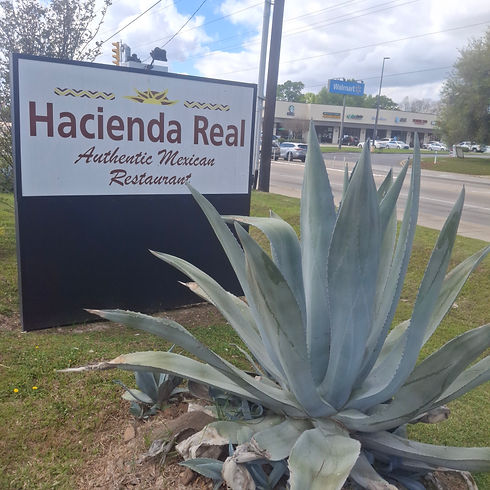 Hacienda Real
Authentic Mexican
Restaurant
Walmart